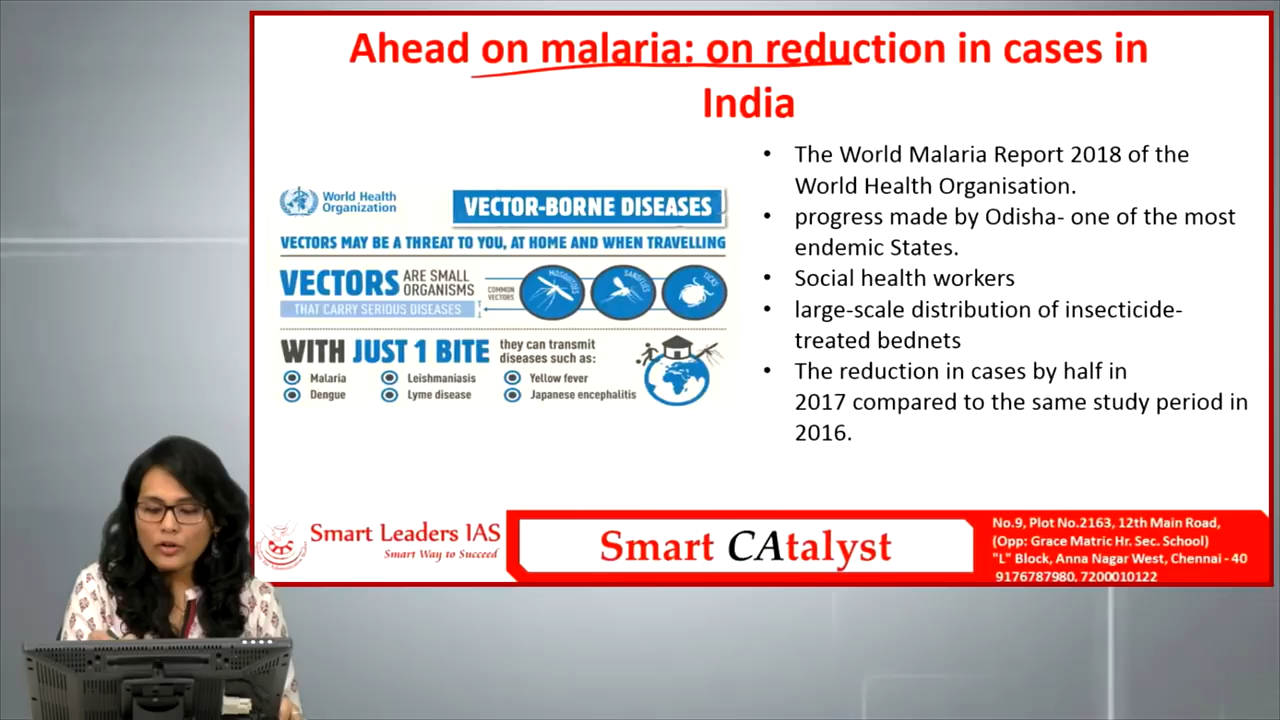 Ahead on malaria: on reduction in cases in
India
World Health
Organization
VECTOR-BORNE DISEASES
VECTORS MAY BE A THREAT TO YOU, AT HOME AND WHEN TRAVELLING
VECTORS ARE SMALL
ORGANISMS
THAT CARRY SERIOUS DISEASES
COMMON
VECTORS
MOSQUITOES
SANDFLIES
TICKS
WITH JUST 1 BITE they can transmit
diseases such as:
Malaria
Leishmaniasis
Yellow fever
Dengue
Lyme disease
Japanese encephalitis
• The World Malaria Report 2018 of the
World Health Organisation.
• progress made by Odisha- one of the most
endemic States.
• Social health workers
• large-scale distribution of insecticide-
treated bednets
• The reduction in cases by half in
2017 compared to the same study period in
2016.
Smart Leaders IAS
Smart Way to Succeed
Smart CAtalyst
No.9, Plot No.2163, 12th Main Road,
(Opp: Grace Matric Hr. Sec. School)
"L" Block, Anna Nagar West, Chennai - 40
9176787980, 7200010122